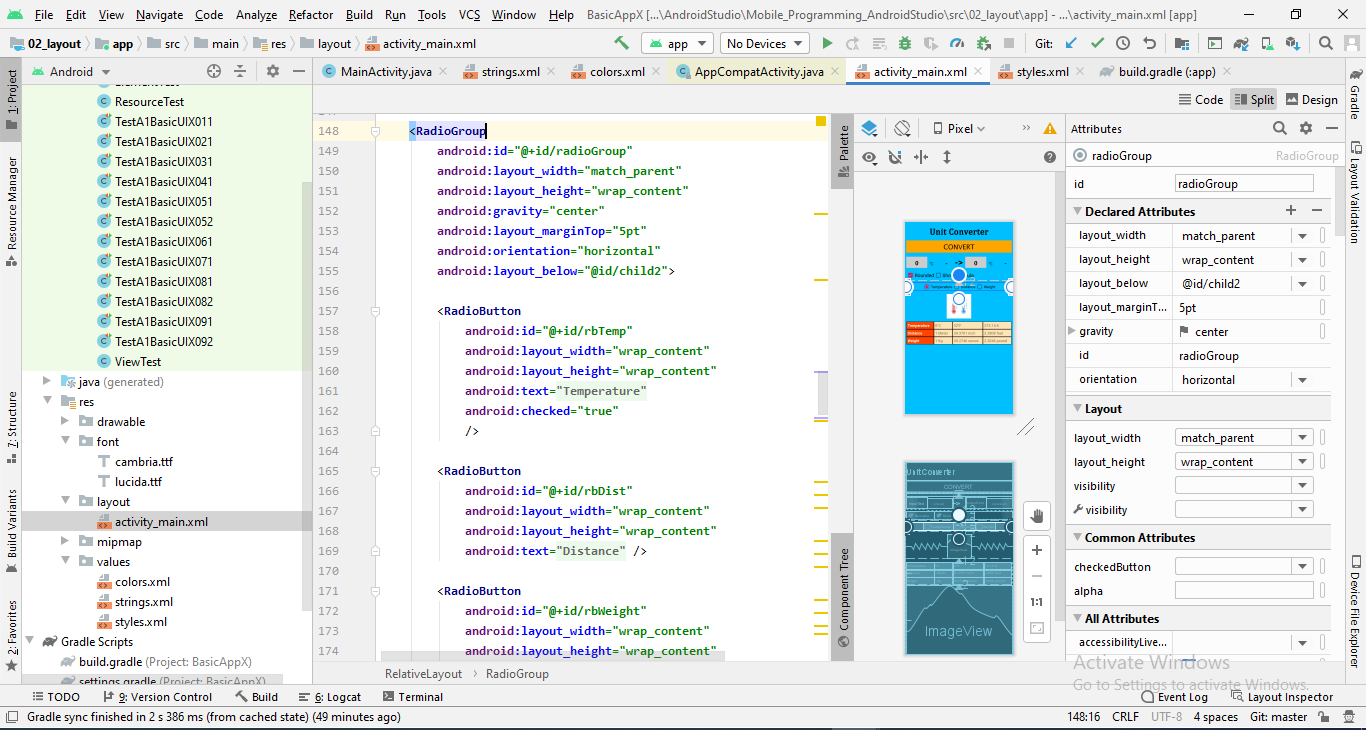 File Edit View Navigate Code Analyze Refactor Build Run Tools VCS Window Help BasicAppX [...\AndroidStudio\Mobile_Programming_AndroidStudio\src\02_layout\app] - ...\activity_main.xml [app]
02_layout app src main res layout activity_main.xml app No Devices Git:
1: Project
Resource Manager
7: Structure
Build Variants
2: Favorites
Android
ResourceTest
TestA1BasicUIX011
TestA1BasicUIX021
TestA1BasicUIX031
TestA1BasicUIX041
TestA1BasicUIX051
TestA1BasicUIX052
TestA1BasicUIX061
TestA1BasicUIX071
TestA1BasicUIX081
TestA1BasicUIX082
TestA1BasicUIX091
TestA1BasicUIX092
ViewTest
java (generated)
res
drawable
font
cambria.ttf
lucida.ttf
layout
activity_main.xml
mipmap
values
colors.xml
strings.xml
styles.xml
Gradle Scripts
build.gradle (Project: BasicAppX)
settings.gradle (Project: BasicAppX)
MainActivity.java strings.xml colors.xml AppCompatActivity.java activity_main.xml styles.xml build.gradle (:app)
Code Split Design
148 <RadioGroup
149 android:id="@+id/radioGroup"
150 android:layout_width="match_parent"
151 android:layout_height="wrap_content"
152 android:gravity="center"
153 android:layout_marginTop="5pt"
154 android:orientation="horizontal"
155 android:layout_below="@id/child2">
156
157 <RadioButton
158 android:id="@+id/rbTemp"
159 android:layout_width="wrap_content"
160 android:layout_height="wrap_content"
161 android:text="Temperature"
162 android:checked="true"
163 />
164
165 <RadioButton
166 android:id="@+id/rbDist"
167 android:layout_width="wrap_content"
168 android:layout_height="wrap_content"
169 android:text="Distance" />
170
171 <RadioButton
172 android:id="@+id/rbWeight"
173 android:layout_width="wrap_content"
174 android:layout_height="wrap_content"
RelativeLayout RadioGroup
Palette
Component Tree
Pixel
Unit Converter
CONVERT
0 -> 0
Rounded
Temperature Distance Weight
Temperature
Distance
Weight
UnitConverter
CONVERT
ImageView
1:1
Attributes
radioGroup RadioGroup
id radioGroup
Declared Attributes
layout_width match_parent
layout_height wrap_content
layout_below @id/child2
layout_marginT... 5pt
gravity center
id radioGroup
orientation horizontal
Layout
layout_width match_parent
layout_height wrap_content
visibility
visibility
Common Attributes
checkedButton
alpha
All Attributes
accessibilityLive...
Gradle
Layout Validation
Device File Explorer
Activate Windows
Go to Settings to activate Windows.
TODO 9: Version Control Build 6: Logcat Terminal Event Log Layout Inspector
Gradle sync finished in 2 s 386 ms (from cached state) (49 minutes ago) 148:16 CRLF UTF-8 4 spaces Git: master